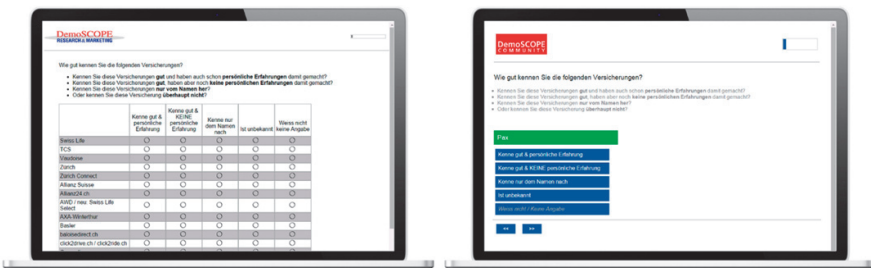 DemoSCOPE
RESEARCH & MARKETING
Wie gut kennen Sie die folgenden Versicherungen?
• Kennen Sie diese Versicherungen gut und haben auch schon persönliche Erfahrungen damit gemacht?
• Kennen Sie diese Versicherungen gut, haben aber noch keine persönlichen Erfahrungen damit gemacht?
• Kennen Sie diese Versicherungen nur vom Namen her?
• Oder kennen Sie diese Versicherung überhaupt nicht?
Kenne gut & persönliche Erfahrung
Kenne gut & KEINE persönliche Erfahrung
Kenne nur dem Namen nach
Ist unbekannt
Weiss nicht keine Angabe
Swiss Life
TCS
Vaudoise
Zurich
Zurich Connect
Allianz Suisse
Allianz24.ch
AWD / neu: Swiss Life
Select
AXA-Winterthur
Basler
baloisedirect.ch
click2drive.ch / click2ride.ch
DemoSCOPE
COMMUNITY
Wie gut kennen Sie die folgenden Versicherungen?
• Kennen Sie diese Versicherungen gut und haben auch schon persönliche Erfahrungen damit gemacht?
• Kennen Sie diese Versicherungen gut, haben aber noch keine persönlichen Erfahrungen damit gemacht?
• Kennen Sie diese Versicherungen nur vom Namen her?
• Oder kennen Sie diese Versicherung überhaupt nicht?
Pax
Kenne gut & persönliche Erfahrung
Kenne gut & KEINE persönliche Erfahrung
Kenne nur dem Namen nach
Ist unbekannt
Weiss nicht / Keine Angabe
<< >>